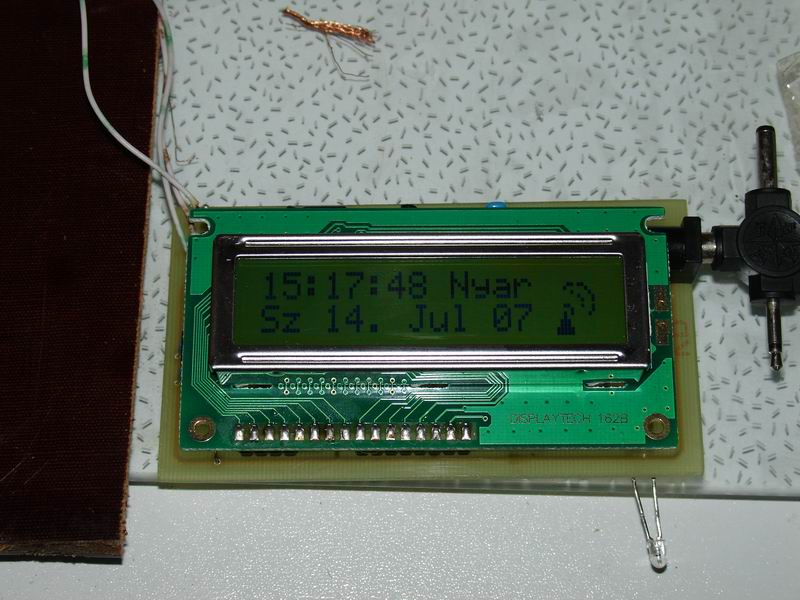 15:17:48 Nyar
Sz 14. Jul 07
DISPLAYTECH 162B